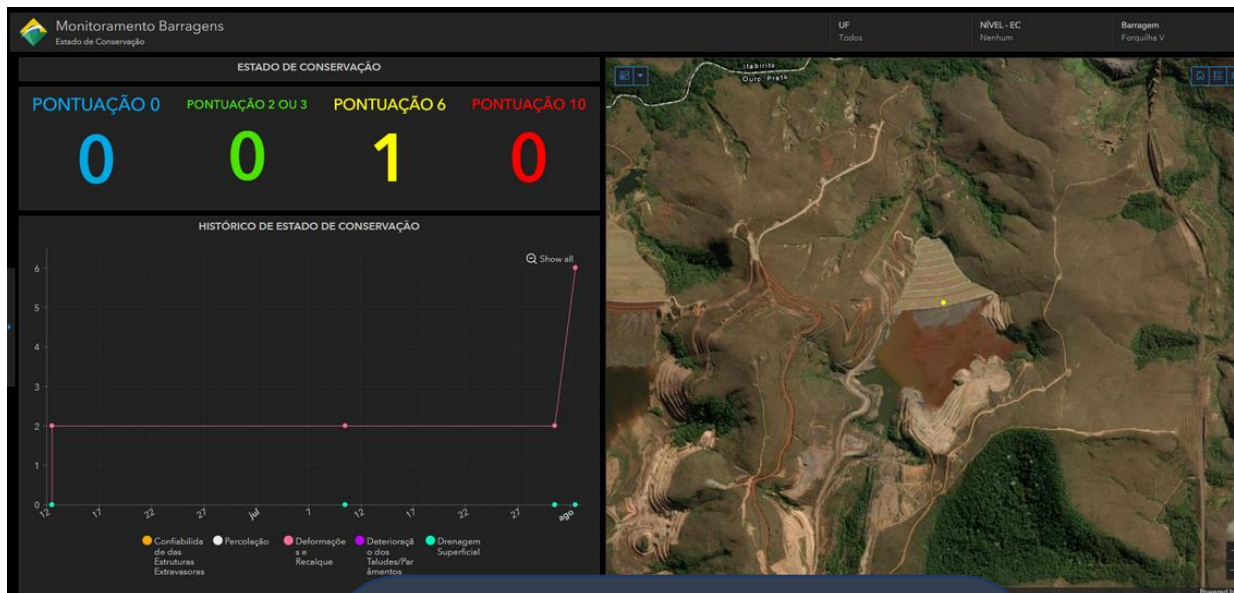 Monitoramento Barragens
Estado de Conservação
UF
Todos
NÍVEL - EC
Nenhum
Barragem
Forquilha V
ESTADO DE CONSERVAÇÃO
PONTUAÇÃO 0
PONTUAÇÃO 2 OU 3
PONTUAÇÃO 6
PONTUAÇÃO 10
0
0
1
0
HISTÓRICO DE ESTADO DE CONSERVAÇÃO
Show all
6
5
4
3
2
1
0
12
17
22
27
jul
7
12
17
22
27
ago
Confiabilida
de das
Estruturas
Extravasoras
Percolação
Deformaçõe
s e
Recalque
Deterioraçã
o dos
Taludes/Par
âmentos
Drenagem
Superficial
Itabirito
Ouro Preto
Powered by